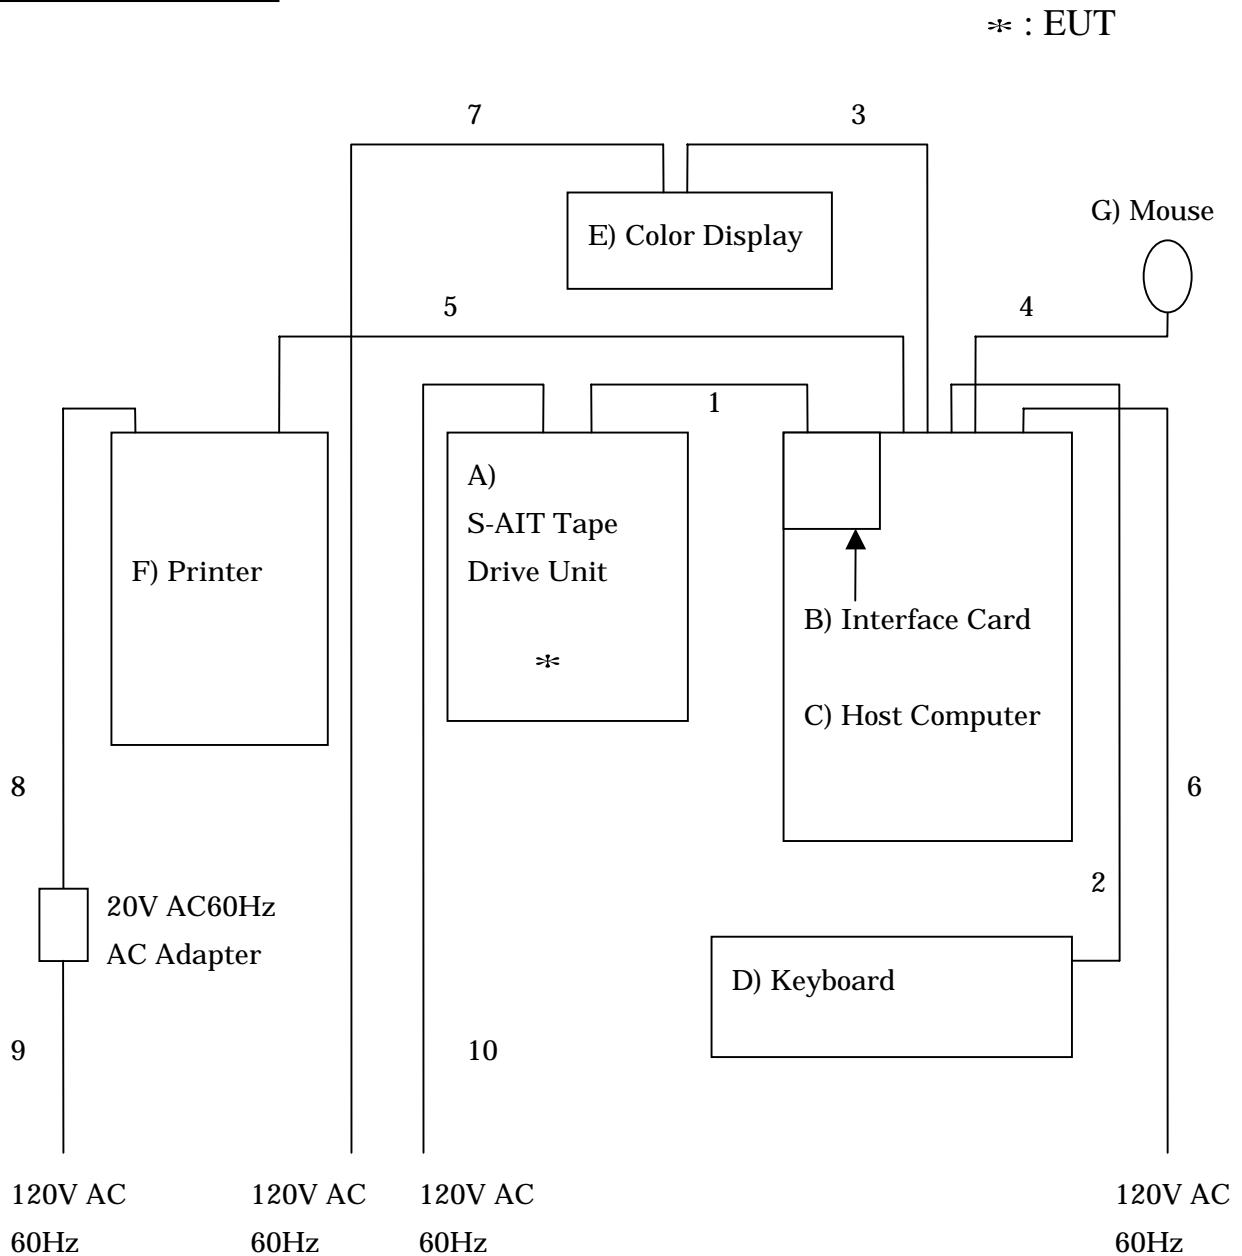 * : EUT
7
3
G) Mouse
E) Color Display
5
4
1
A)
S-AIT Tape
Drive Unit
*
F) Printer
B) Interface Card
C) Host Computer
8
6
2
20V AC60Hz
AC Adapter
D) Keyboard
9
10
120V AC
60Hz
120V AC
60Hz
120V AC
60Hz
120V AC
60Hz